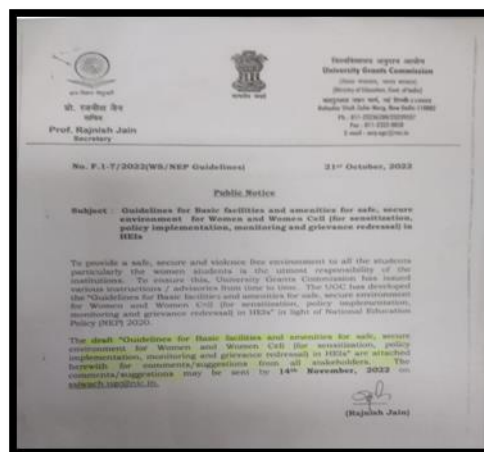 प्रो. रजनीश जैन
सचिव
Prof. Rajnish Jain
Secretary
विश्वविद्यालय अनुदान आयोग
University Grants Commission
(Ministry of Education, Govt. of India)
No. F.1-7/2022(WS/NEP Guidelines)
21st October, 2022
Public Notice
Subject : Guidelines for Basic facilities and amenities for safe, secure
environment for Women and Women Cell (for sensitization,
policy implementation, monitoring and grievance redressal) in
HEIs
To provide a safe, secure and violence free environment to all the students
particularly the women students is the utmost responsibility of the
institutions. To ensure this, University Grants Commission has issued
various instructions / advisories from time to time. The UGC has developed
the "Guidelines for Basic facilities and amenities for safe, secure environment
for Women and Women Cell (for sensitization, policy implementation,
monitoring and grievance redressal) in HEIs" in light of National Education
Policy (NEP) 2020.
The draft "Guidelines for Basic facilities and amenities for safe, secure
environment for Women and Women Cell (for sensitization, policy
implementation, monitoring and grievance redressal) in HEIs" are attached
herewith for comments/suggestions from all stakeholders. The
comments/suggestions may be sent by 14th November, 2022 on
(Rajnish Jain)